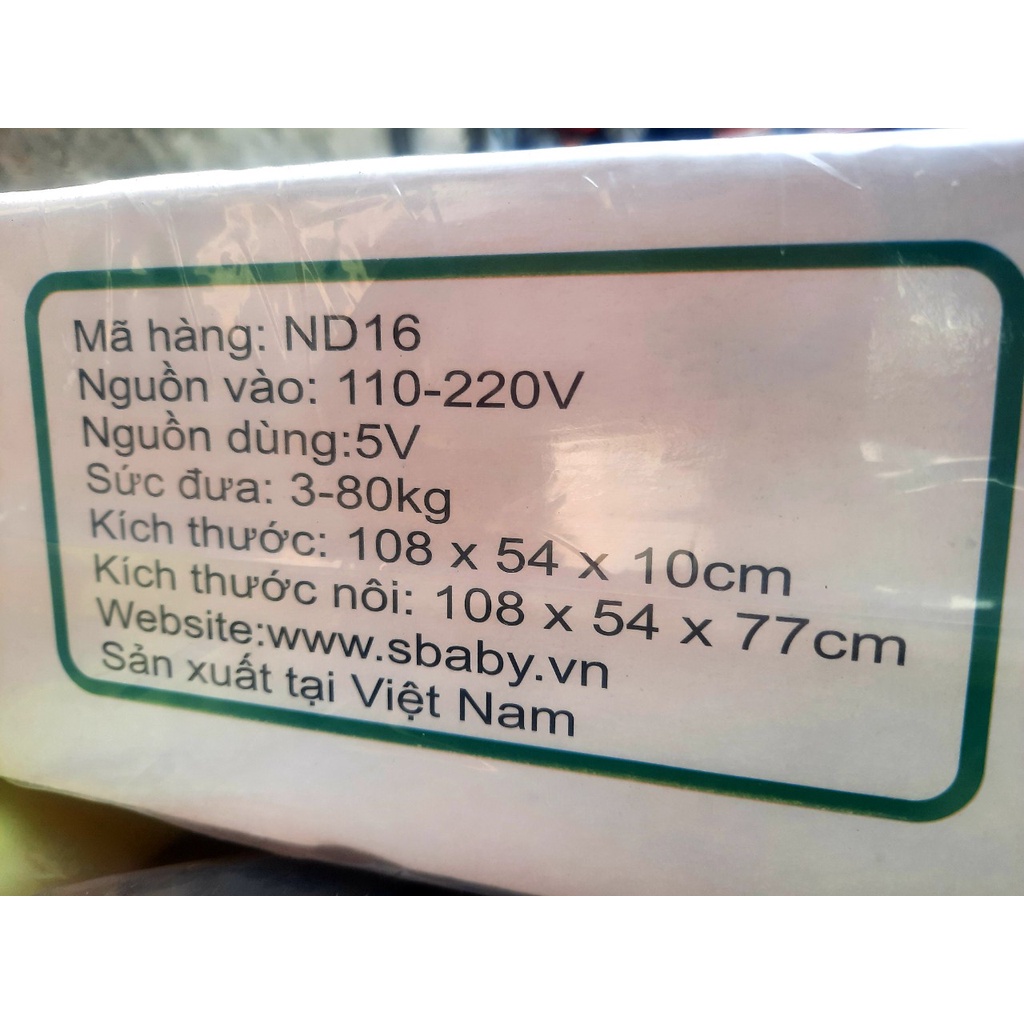 Mã hàng: ND16
Nguồn vào: 110-220V
Nguồn dùng:5V
Sức đưa: 3-80kg
Kích thước: 108 x 54 x 10cm
Kích thước nôi: 108 x 54 x 77cm
Website:www.sbaby.vn
Sản xuất tại Việt Nam